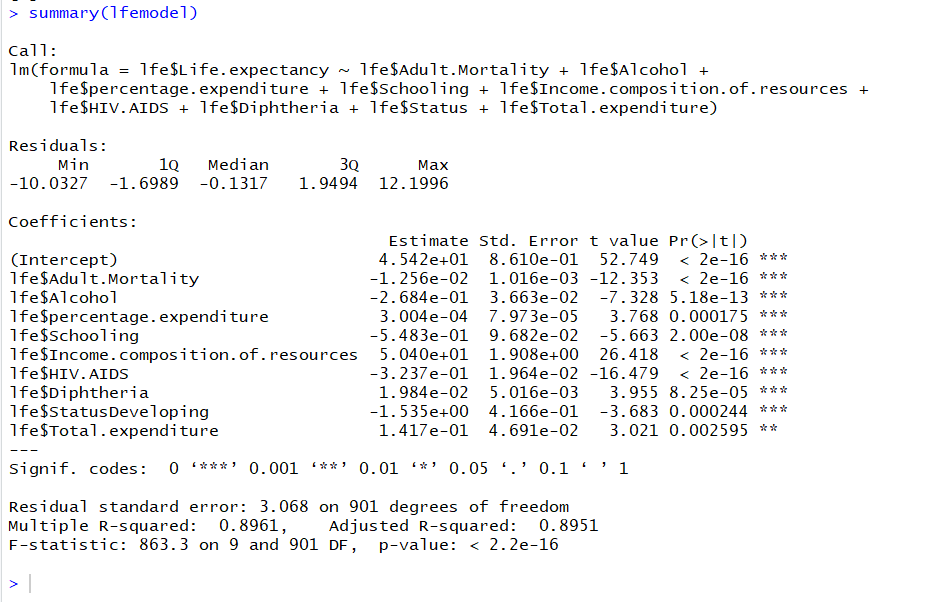 > summary(lfemodel)
Call:
lm(formula = lfe$Life.expectancy ~ lfe$Adult.Mortality + lfe$Alcohol +
    lfe$percentage.expenditure + lfe$Schooling + lfe$Income.composition.of.resources +
    lfe$HIV.AIDS + lfe$Diphtheria + lfe$Status + lfe$Total.expenditure)
Residuals:
     Min       1Q   Median       3Q      Max
-10.0327  -1.6989  -0.1317   1.9494  12.1996
Coefficients:
                                      Estimate Std. Error t value Pr(>|t|)
(Intercept)                          4.542e+01  8.610e-01  52.749  < 2e-16 ***
lfe$Adult.Mortality                 -1.256e-02  1.016e-03 -12.353  < 2e-16 ***
lfe$Alcohol                         -2.684e-01  3.663e-02  -7.328 5.18e-13 ***
lfe$percentage.expenditure           3.004e-04  7.973e-05   3.768 0.000175 ***
lfe$Schooling                       -5.483e-01  9.682e-02  -5.663 2.00e-08 ***
lfe$Income.composition.of.resources  5.040e+01  1.908e+00  26.418  < 2e-16 ***
lfe$HIV.AIDS                        -3.237e-01  1.964e-02 -16.479  < 2e-16 ***
lfe$Diphtheria                       1.984e-02  5.016e-03   3.955 8.25e-05 ***
lfe$StatusDeveloping                -1.535e+00  4.166e-01  -3.683 0.000244 ***
lfe$Total.expenditure                1.417e-01  4.691e-02   3.021 0.002595 **
---
Signif. codes:  0 ‘***’ 0.001 ‘**’ 0.01 ‘*’ 0.05 ‘.’ 0.1 ‘ ’ 1
Residual standard error: 3.068 on 901 degrees of freedom
Multiple R-squared:  0.8961,    Adjusted R-squared:  0.8951
F-statistic: 863.3 on 9 and 901 DF,  p-value: < 2.2e-16
>